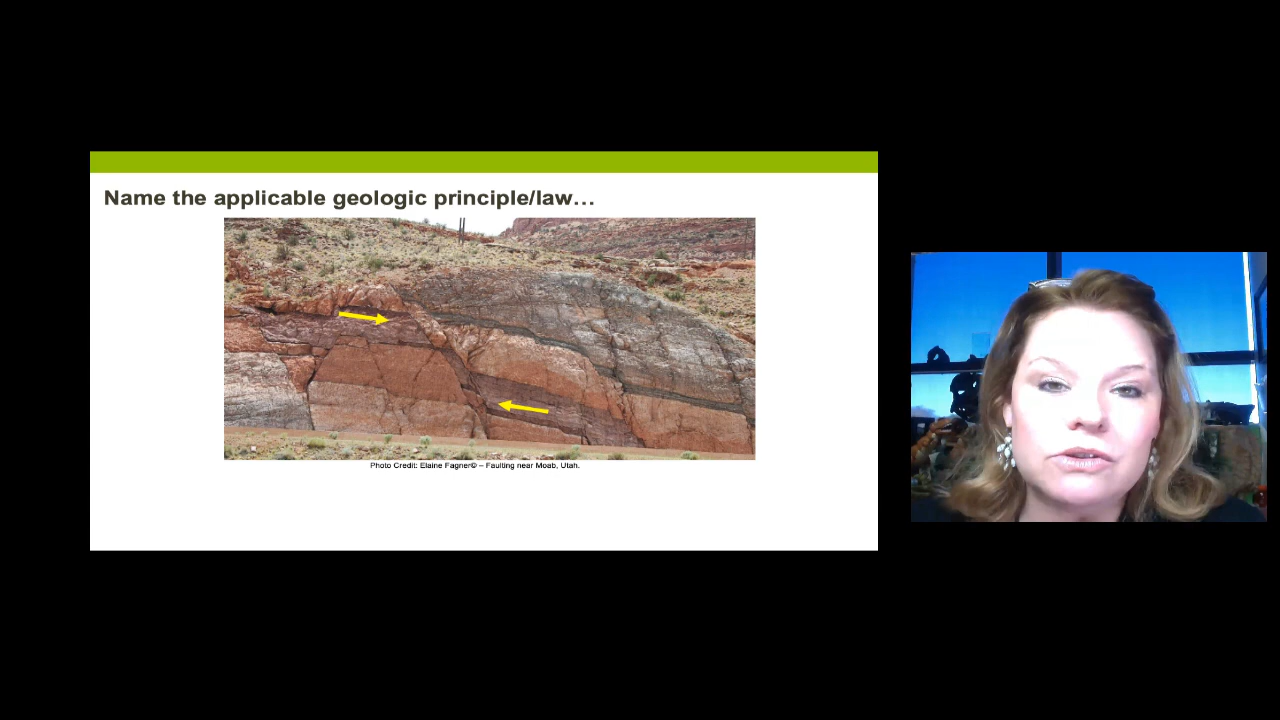 Name the applicable geologic principle/law…
Photo Credit: Elaine Fagner© – Faulting near Moab, Utah.